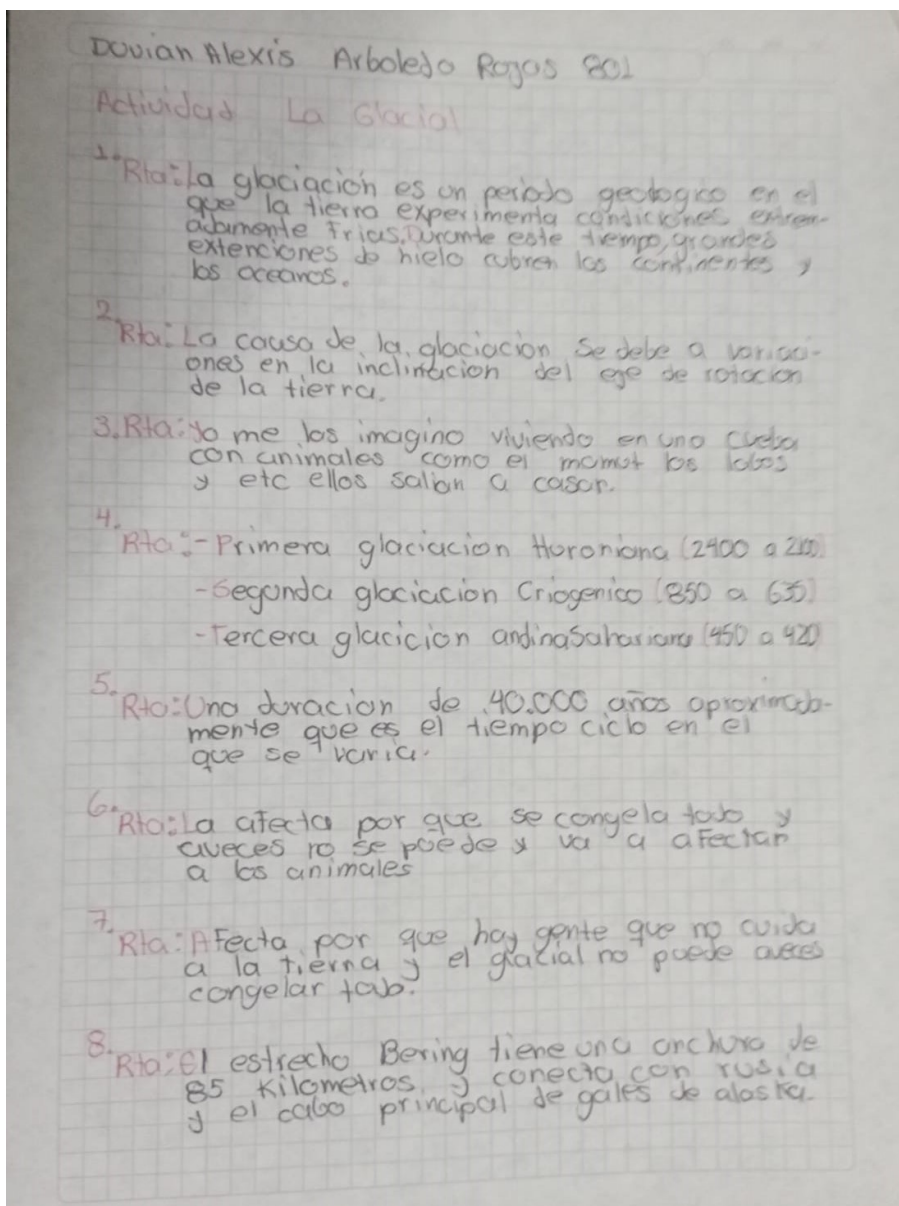 Dovian Alexis Arboledo Rojas 801
Actividad La Glacial
1. Rta: La glaciación es un periodo geologico en el
que la tierra experimenta condiciones extrem-
adamente frias. Durante este tiempo, grandes
extenciones de hielo cubren los continentes y
los oceanos.
2. Rta: La causa de la glaciacion se debe a variaci-
ones en la inclinacion del eje de rotacion
de la tierra.
3. Rta: yo me los imagino viviendo en una cueba
con animales como el mamut los lobos
y etc ellos salian a casar.
4. Rta: - Primera glaciacion Huroniana (2400 a 2100)
- Segunda glaciacion Criogenico (850 a 635)
- Tercera glacicion andinaSahariana (450 a 420
5. Rta: Una duracion de 40.000 años aproximada-
mente que es el tiempo ciclo en el
que se varia.
6. Rta: La afecta por que se congela todo y
aveces no se puede y va a afectar
a los animales
7. Rta: Afecta por que hay gente que no cuida
a la tierra y el glacial no puede aveces
congelar todo.
8. Rta: El estrecho Bering tiene una anchura de
85 Kilometros y conecta con rusia
y el cabo principal de gales de alaska.